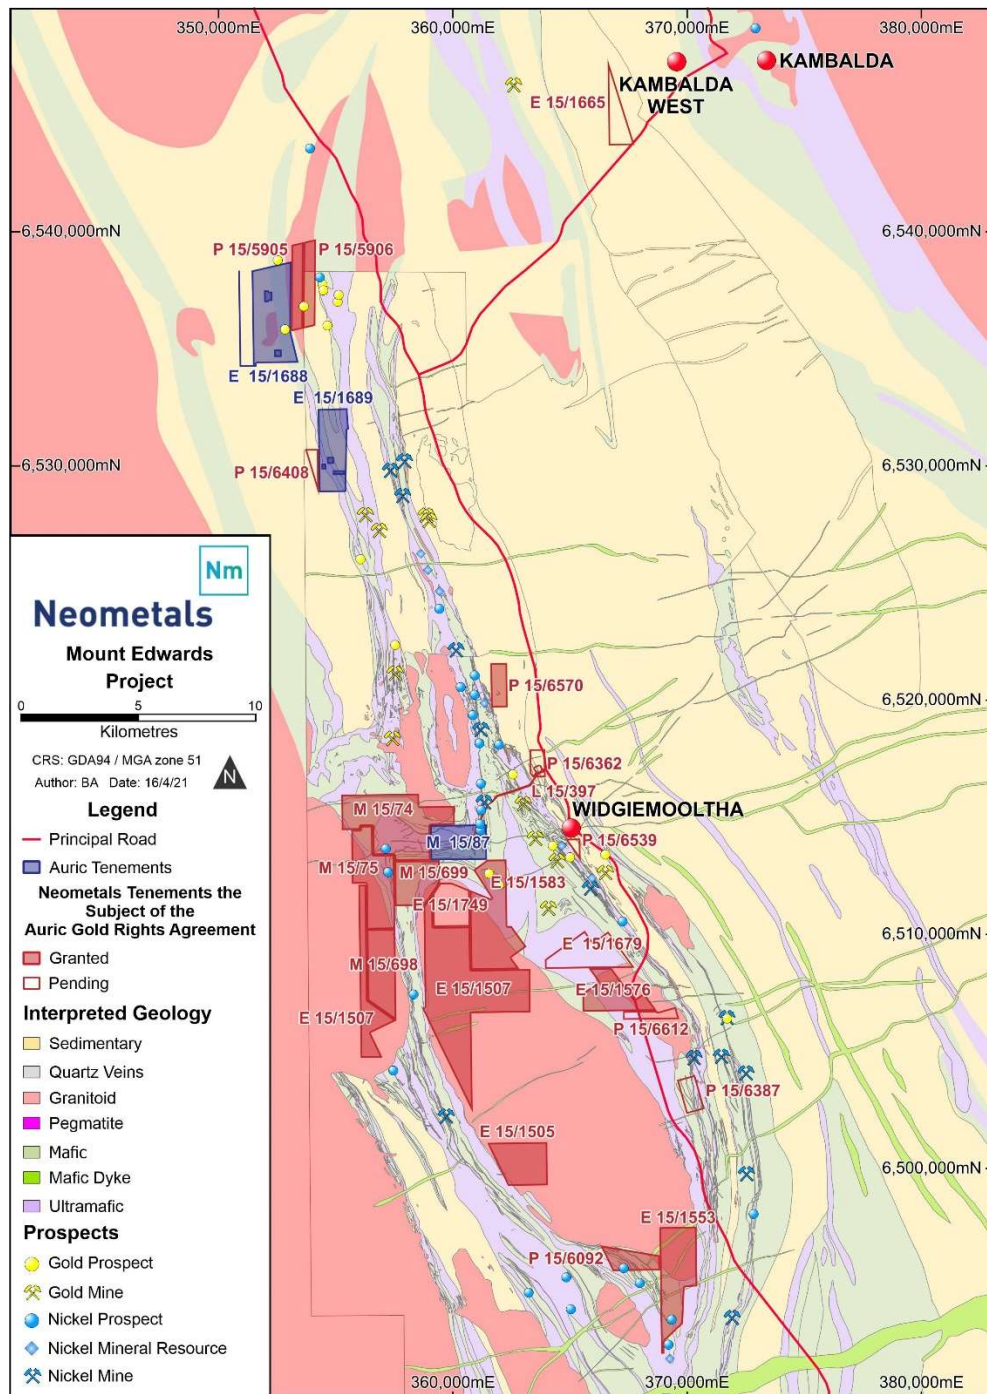 350,000mE
360,000mE
370,000mE
380,000mE
KAMBALDA
KAMBALDA
WEST
E 15/1665
6,540,000mN
6,540,000mN
P 15/5905
P 15/5906
E 15/1688
E 15/1689
6,530,000mN
6,530,000mN
P 15/6408
Nm
Neometals
Mount Edwards
Project
0
5
10
Kilometres
CRS: GDA94 / MGA zone 51
Author: BA Date: 16/4/21
N
Legend
Principal Road
Auric Tenements
Neometals Tenements the
Subject of the
Auric Gold Rights Agreement
Granted
Pending
Interpreted Geology
Sedimentary
Quartz Veins
Granitoid
Pegmatite
Mafic
Mafic Dyke
Ultramafic
Prospects
Gold Prospect
Gold Mine
Nickel Prospect
Nickel Mineral Resource
Nickel Mine
6,520,000mN
P 15/6570
P 15/6362
L 15/397
WIDGIEMOOLTHA
M 15/74
M 15/87
P 15/6539
M 15/75
M 15/699
E 15/1583
E 15/1749
6,510,000mN
E 15/1679
M 15/698
E 15/1507
E 15/1576
E 15/1507
P 15/6612
P 15/6387
E 15/1505
6,500,000mN
E 15/1553
P 15/6092
360,000mE
370,000mE
380,000mE